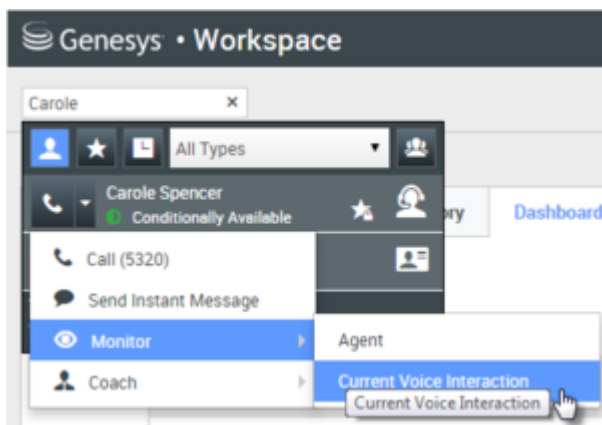 Genesys • Workspace
Carole ×
All Types
Carole Spencer
Conditionally Available
ory Dashboard
Call (5320)
Send Instant Message
Monitor Agent
Coach Current Voice Interaction
Current Voice Interaction